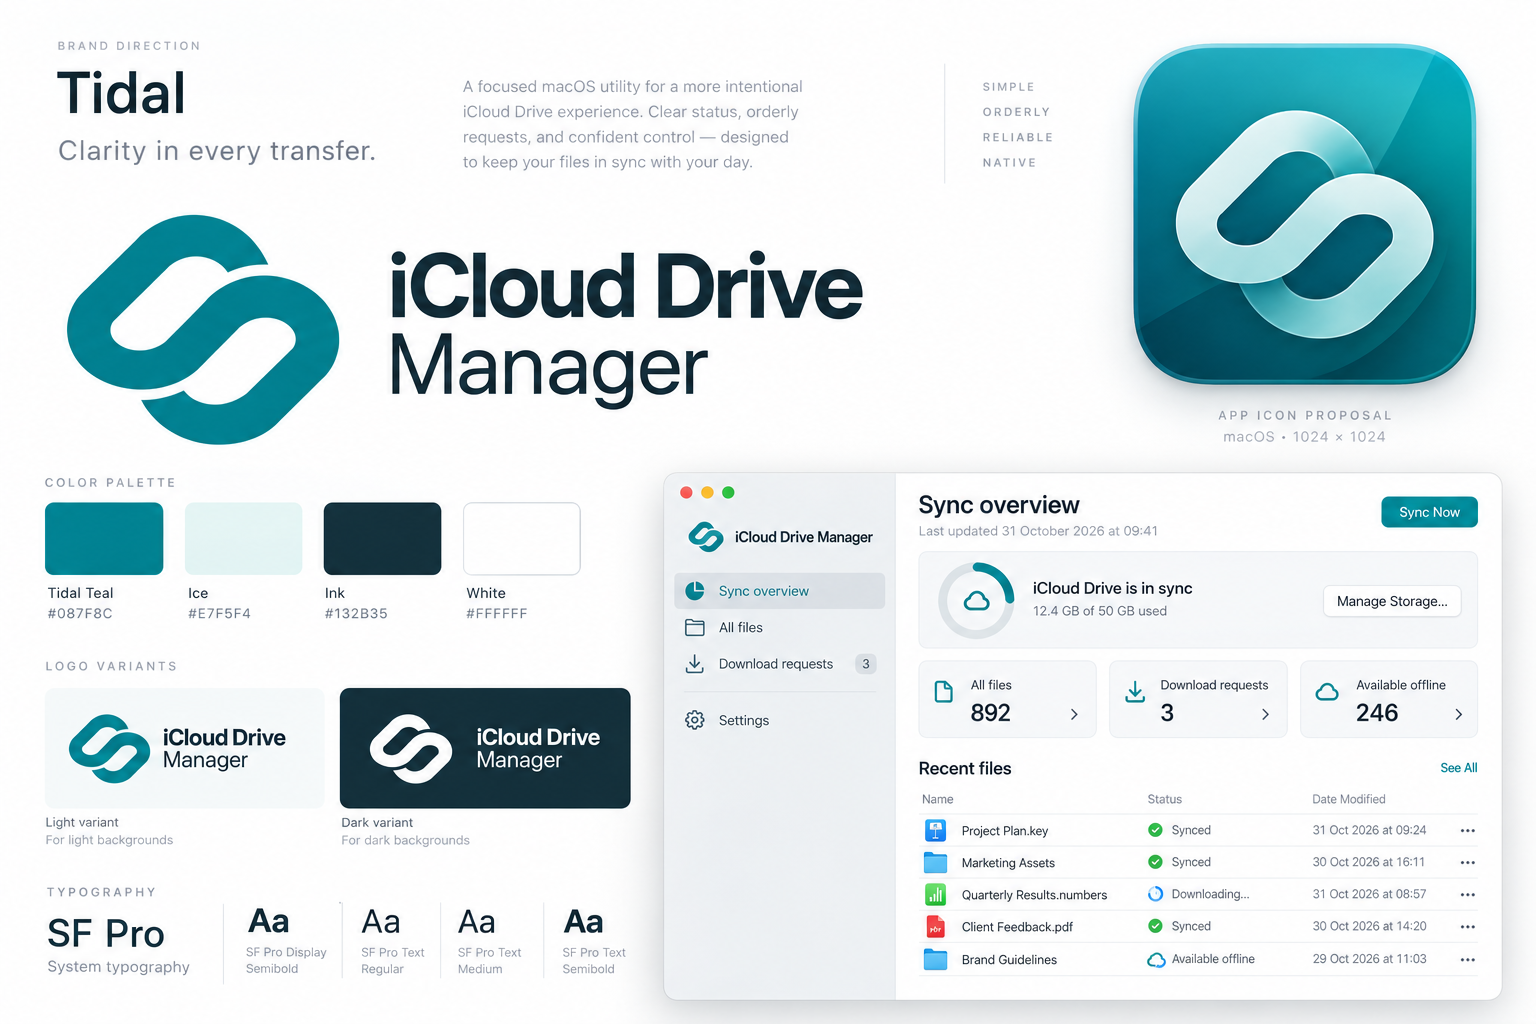 BRAND DIRECTION
Tidal
Clarity in every transfer.
A focused macOS utility for a more intentional
iCloud Drive experience. Clear status, orderly
requests, and confident control — designed
to keep your files in sync with your day.
SIMPLE
ORDERLY
RELIABLE
NATIVE
iCloud Drive
Manager
APP ICON PROPOSAL
macOS • 1024 × 1024
COLOR PALETTE
Tidal Teal
#087F8C
Ice
#E7F5F4
Ink
#132B35
White
#FFFFFF
LOGO VARIANTS
iCloud Drive
Manager
Light variant
For light backgrounds
iCloud Drive
Manager
Dark variant
For dark backgrounds
TYPOGRAPHY
SF Pro
System typography
Aa
SF Pro Display
Semibold
Aa
SF Pro Text
Regular
Aa
SF Pro Text
Medium
Aa
SF Pro Text
Semibold
iCloud Drive Manager
Sync overview
All files
Download requests 3
Settings
Sync overview
Last updated 31 October 2026 at 09:41
Sync Now
iCloud Drive is in sync
12.4 GB of 50 GB used
Manage Storage...
All files
892
Download requests
3
Available offline
246
Recent files
See All
Name Status Date Modified
Project Plan.key Synced 31 Oct 2026 at 09:24
Marketing Assets Synced 30 Oct 2026 at 16:11
Quarterly Results.numbers Downloading... 31 Oct 2026 at 08:57
PDF Client Feedback.pdf Synced 30 Oct 2026 at 14:20
Brand Guidelines Available offline 29 Oct 2026 at 11:03